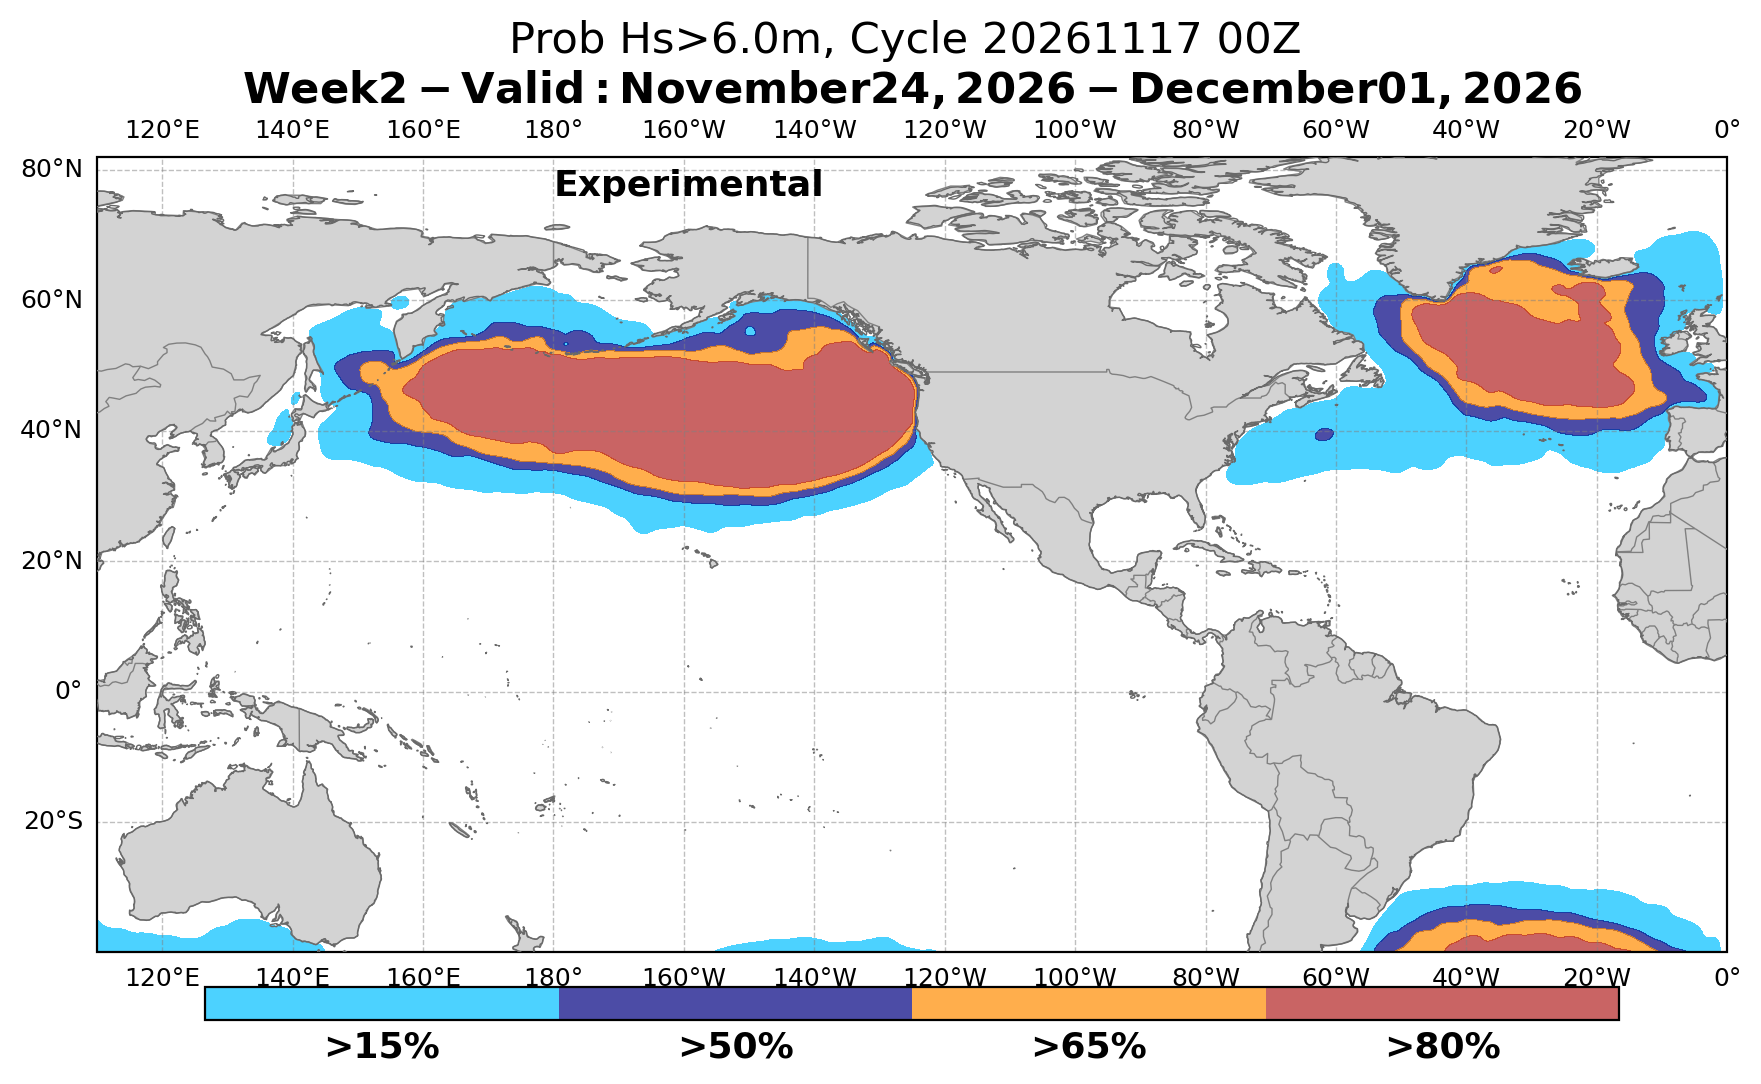 Prob Hs>6.0m, Cycle 20261117 00Z
Week2 − Valid : November24, 2026 − December01, 2026
120°E 140°E 160°E 180° 160°W 140°W 120°W 100°W 80°W 60°W 40°W 20°W 0°
80°N
Experimental
60°N
40°N
20°N
0°
20°S
120°E 140°E 160°E 180° 160°W 140°W 120°W 100°W 80°W 60°W 40°W 20°W 0°
>15% >50% >65% >80%